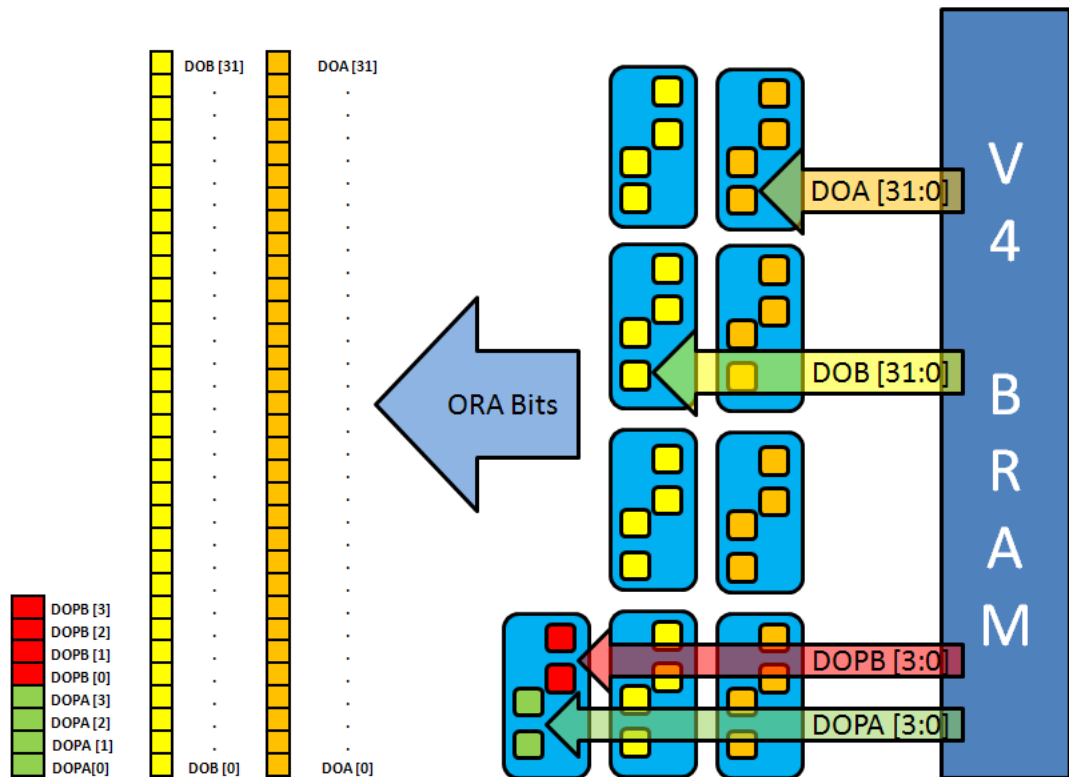 DOB [31]
DOA [31]
DOPB [3]
DOPB [2]
DOPB [1]
DOPB [0]
DOPA [3]
DOPA [2]
DOPA [1]
DOPA[0]
DOB [0]
DOA [0]
ORA Bits
DOA [31:0]
DOB [31:0]
DOPB [3:0]
DOPA [3:0]
V
4
B
R
A
M